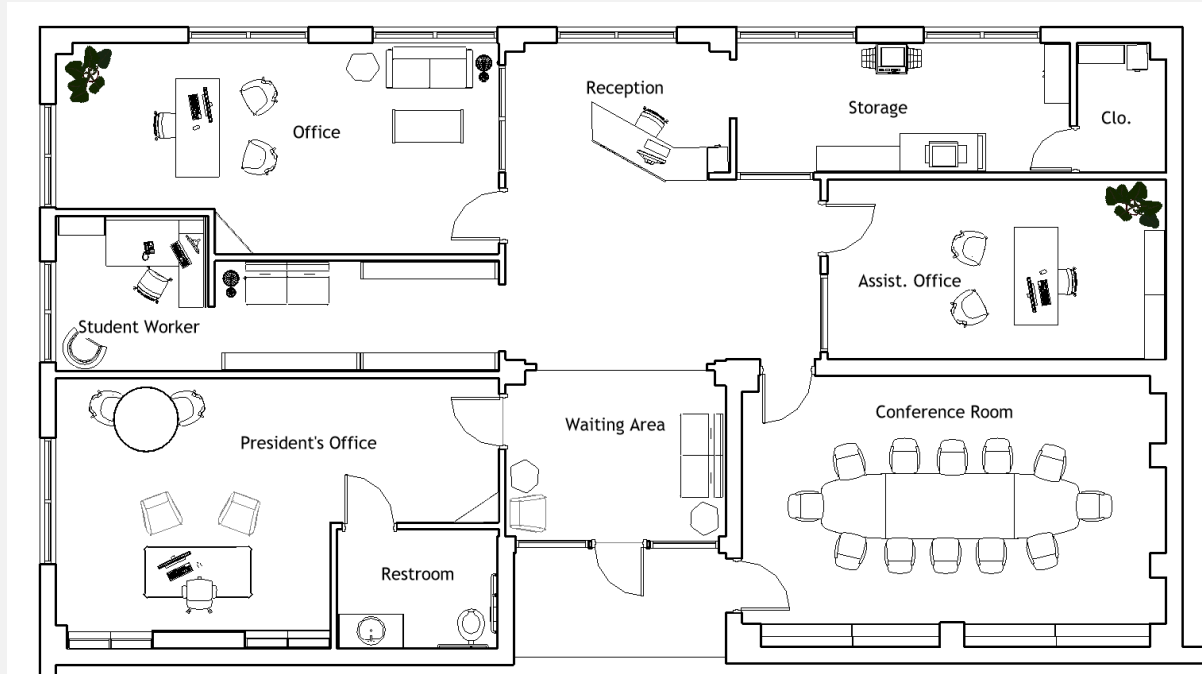 Reception
Storage
Clo.
Office
Assist. Office
Student Worker
Conference Room
Waiting Area
President's Office
Restroom